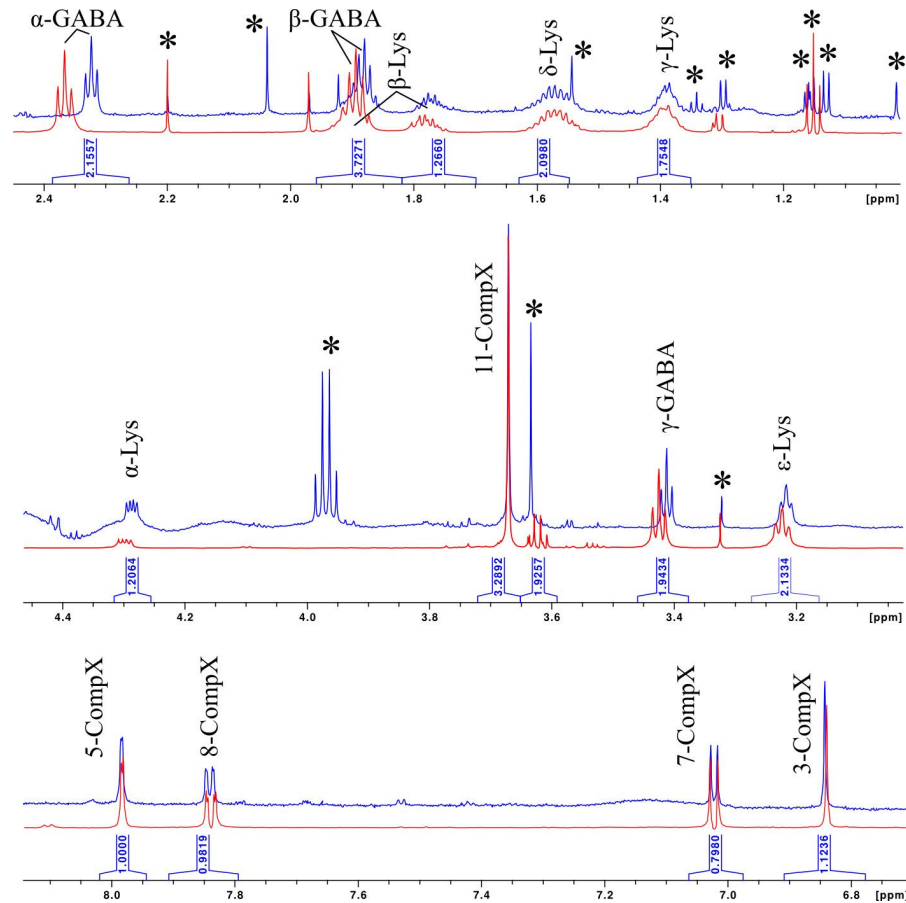 α-GABA
*
*
β-GABA
β-Lys
δ-Lys
*
γ-Lys
*
*
*
*
*
*
2.1557
3.7271
1.2660
2.0980
1.7548
2.4
2.2
2.0
1.8
1.6
1.4
1.2
[ppm]
α-Lys
*
11-CompX
*
γ-GABA
*
ε-Lys
1.2064
3.2892
1.9257
1.9434
2.1334
4.4
4.2
4.0
3.8
3.6
3.4
3.2
[ppm]
5-CompX
8-CompX
7-CompX
3-CompX
1.0000
0.9819
0.7980
1.1236
8.0
7.8
7.6
7.4
7.2
7.0
6.8
[ppm]